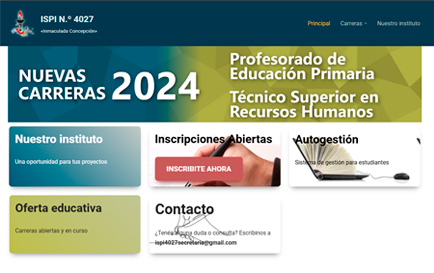 ISPI N.º 4027
«Inmaculada Concepción»
Principal
Carreras
Nuestro instituto
NUEVAS
CARRERAS 2024
Profesorado de
Educación Primaria
Técnico Superior en
Recursos Humanos
Nuestro instituto
Una oportunidad para tus proyectos
Inscripciones Abiertas
INSCRIBITE AHORA
Autogestión
Sistema de gestión para estudiantes
Oferta educativa
Carreras abiertas y en curso
Contacto
¿Tenés alguna duda o consulta? Escribinos a
ispi4027secretaria@gmail.com